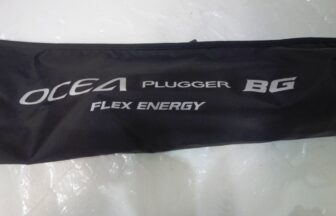 OCEA PLUGGER BG
FLEX ENERGY